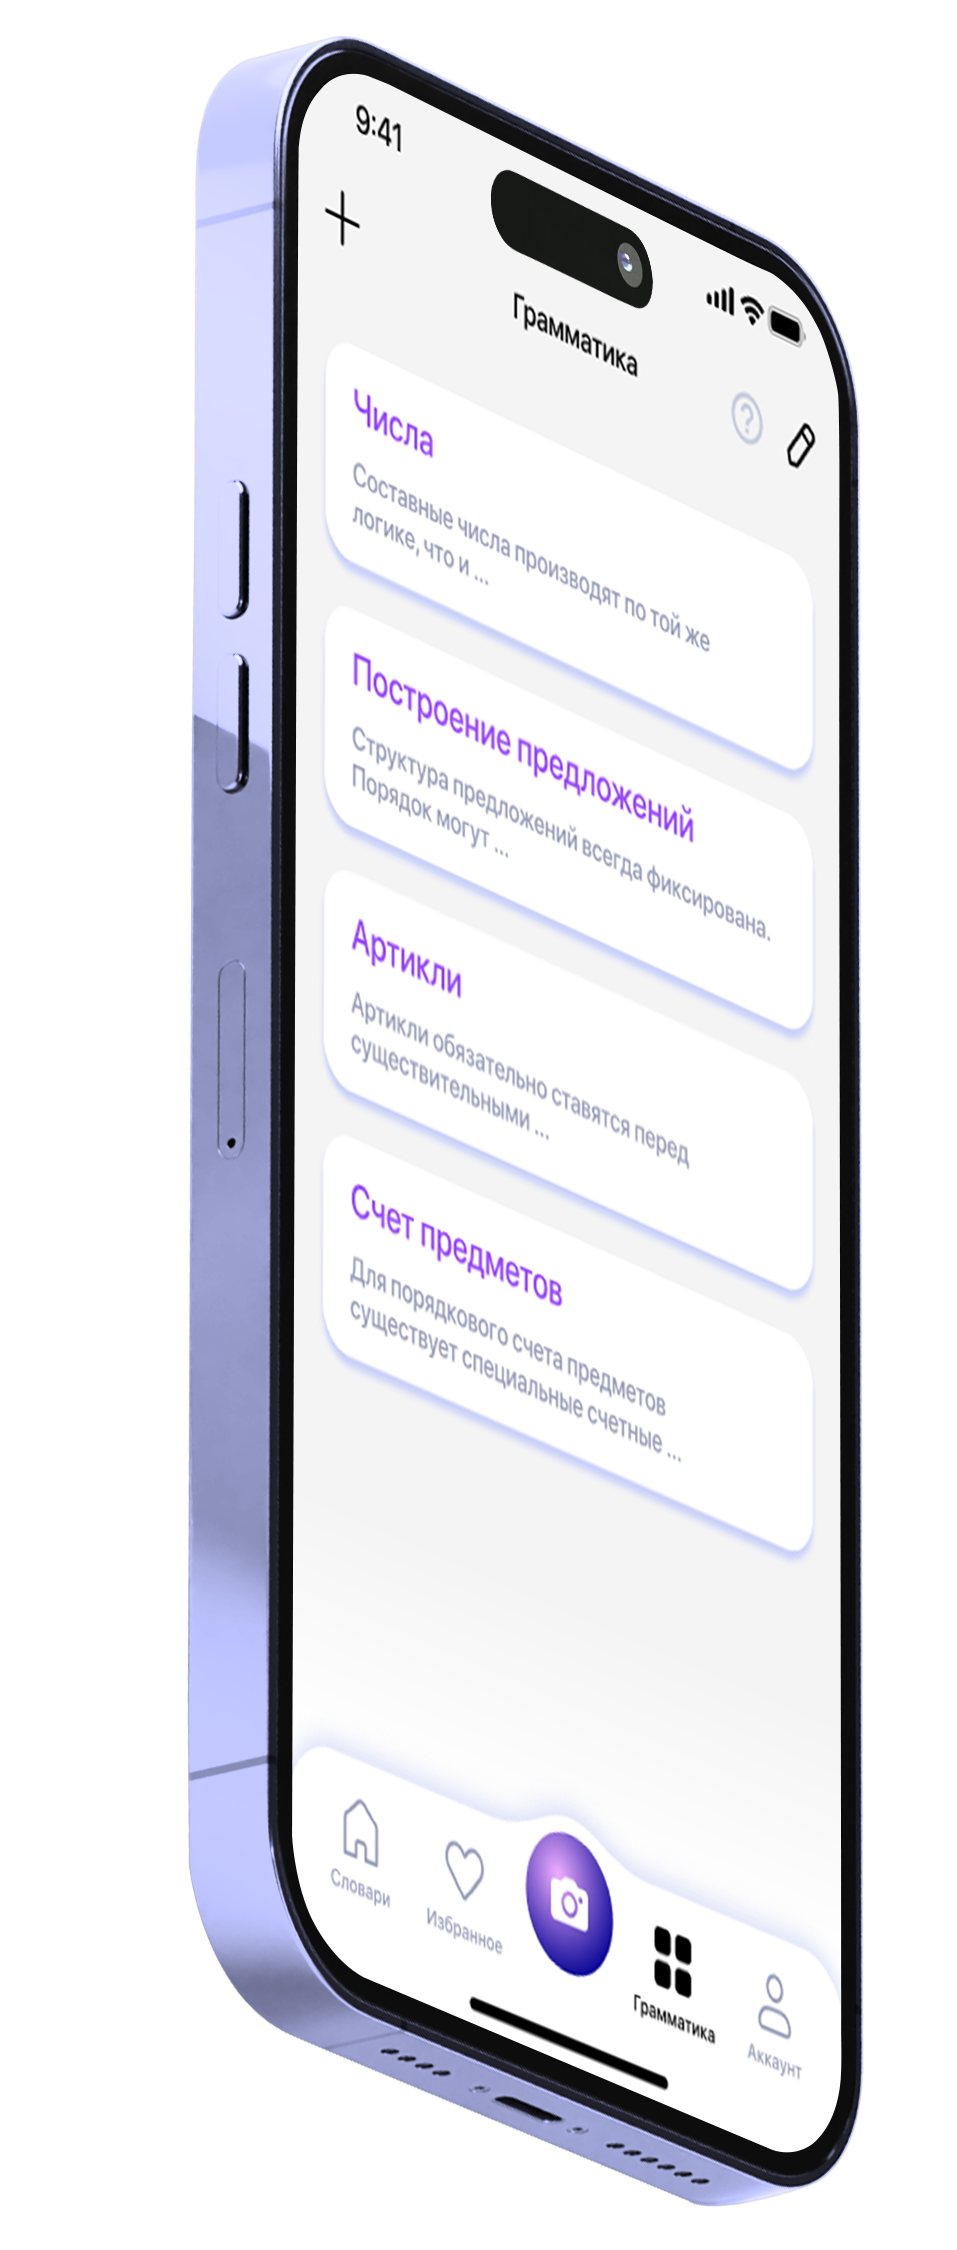 9:41
Грамматика
Числа
Составные числа производят по той же
логике, что и ...
Построение предложений
Структура предложений всегда фиксирована.
Порядок могут ...
Артикли
Артикли обязательно ставятся перед
существительными ...
Счет предметов
Для порядкового счета предметов
существует специальные счетные ...
Словари
Избранное
Грамматика
Аккаунт